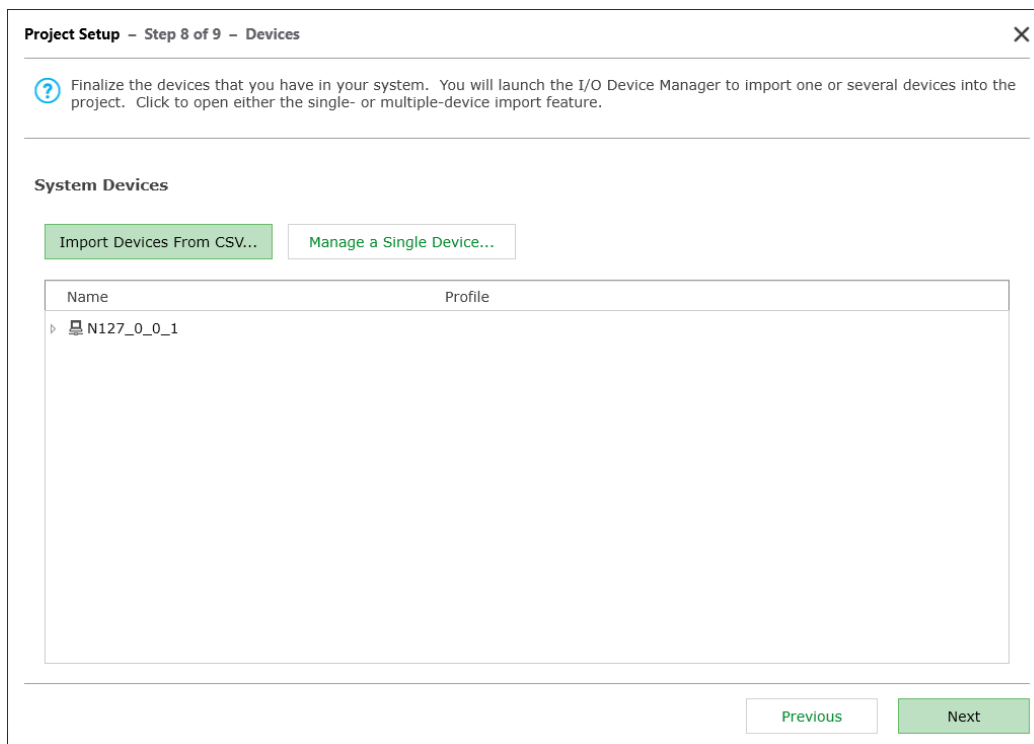 Project Setup – Step 8 of 9 – Devices
Finalize the devices that you have in your system. You will launch the I/O Device Manager to import one or several devices into the
project. Click to open either the single- or multiple-device import feature.
System Devices
Import Devices From CSV...
Manage a Single Device...
Name
Profile
N127_0_0_1
Previous
Next